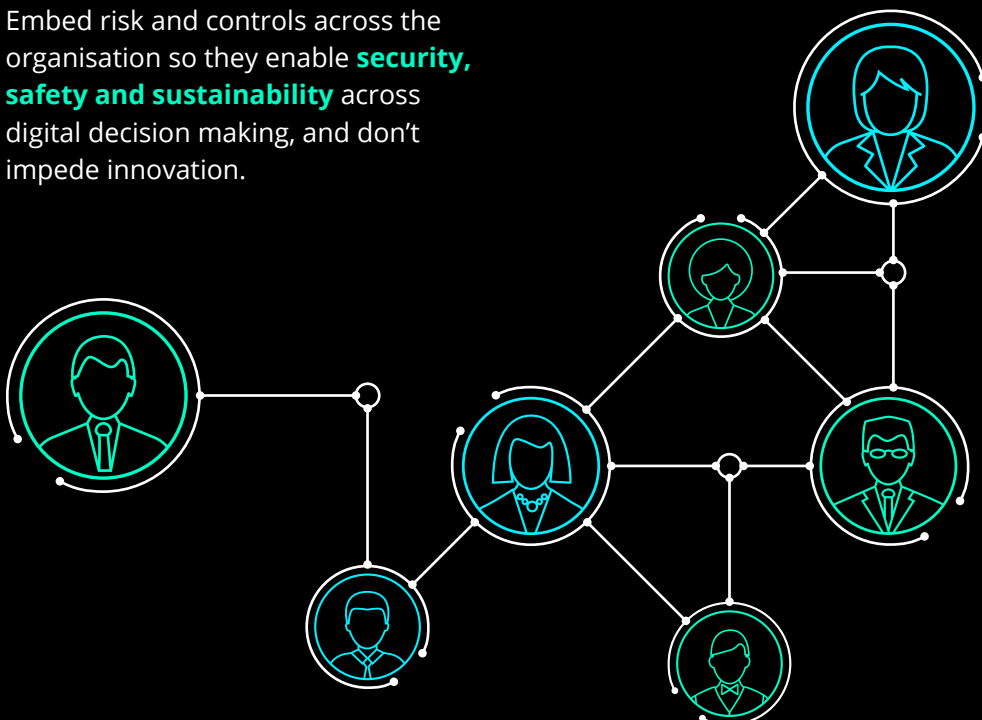 Embed risk and controls across the
organisation so they enable security,
safety and sustainability across
digital decision making, and don’t
impede innovation.